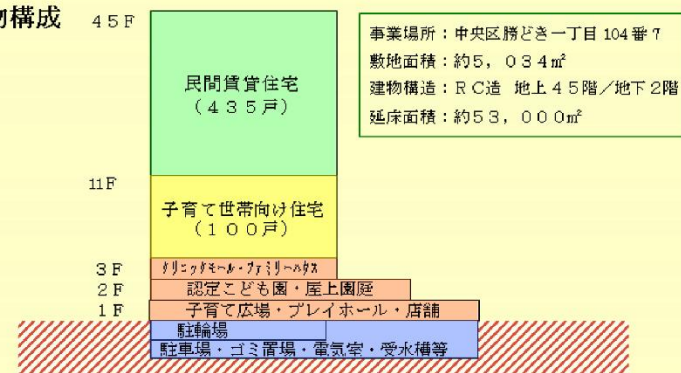 物構成
45F
事業場所：中央区勝どき一丁目104番7
敷地面積：約5，034㎡
建物構造：RC造 地上45階／地下2階
延床面積：約53，000㎡
民間賃貸住宅
（435戸）
11F
子育て世帯向け住宅
（100戸）
3F
クリニックモール・ファミリーハウス
2F
認定こども園・屋上園庭
1F
子育て広場・プレイホール・店舗
駐輪場
駐車場・ゴミ置場・電気室・受水槽等